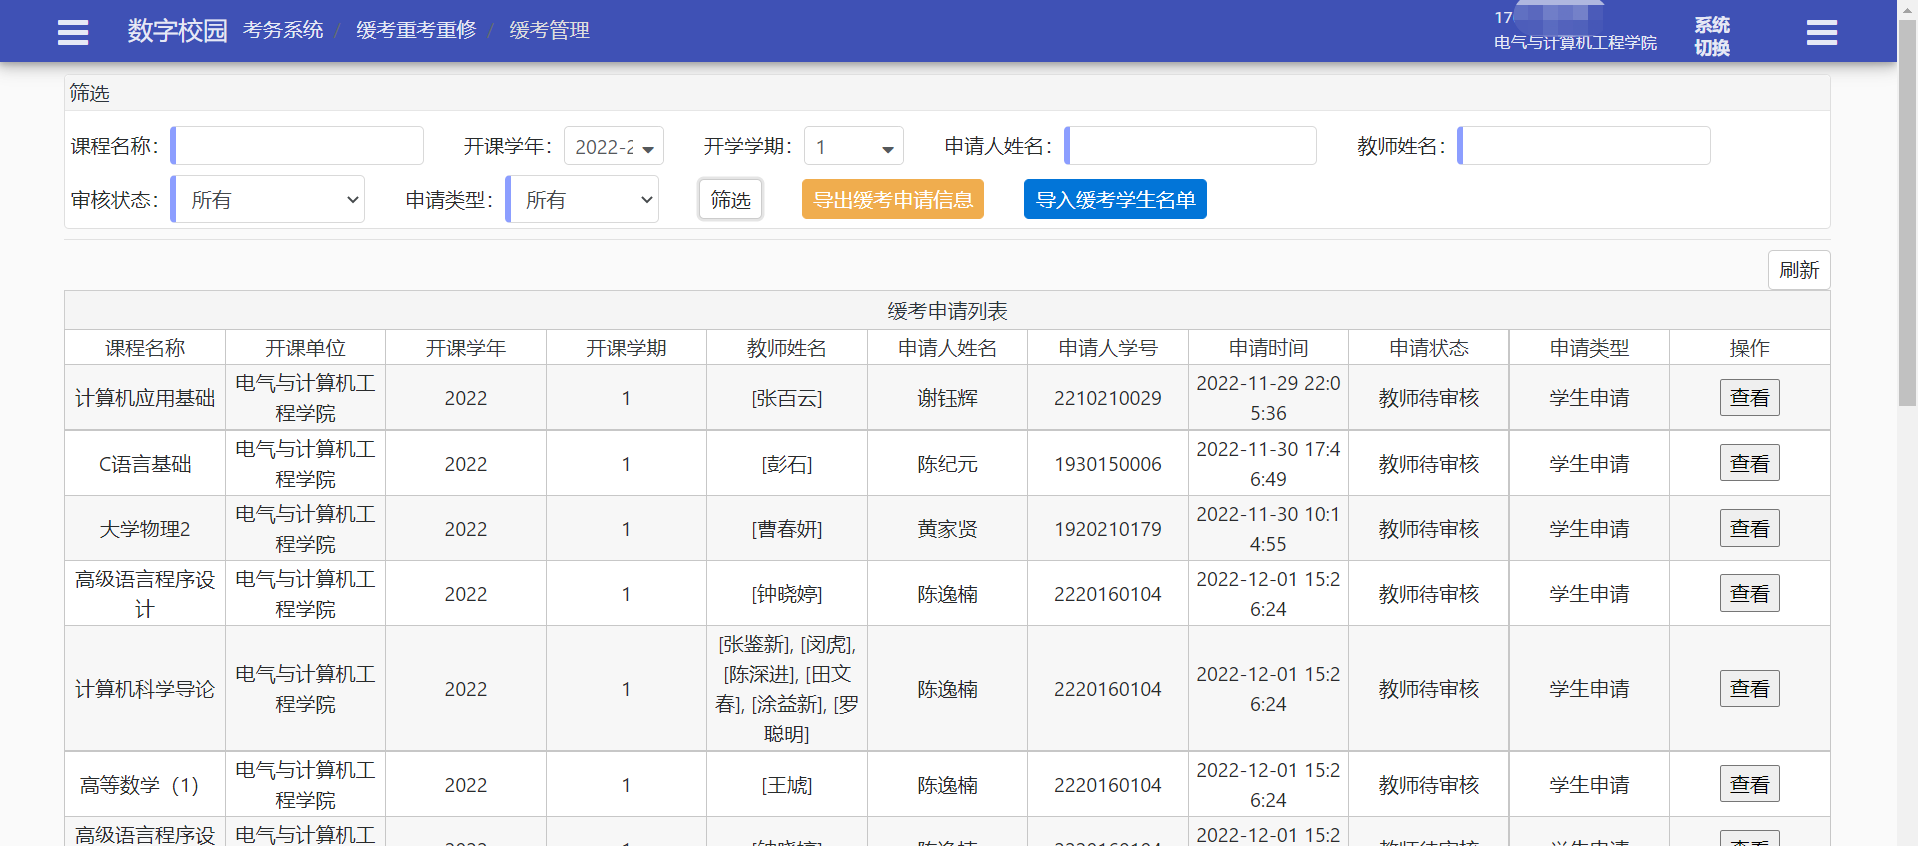 数字校园 考务系统 / 缓考重考重修 / 缓考管理
17
电气与计算机工程学院
系统
切换
筛选
课程名称: 开课学年: 2022-2 开学学期: 1 申请人姓名: 教师姓名:
审核状态: 所有 申请类型: 所有 筛选 导出缓考申请信息 导入缓考学生名单
刷新
缓考申请列表
课程名称 开课单位 开课学年 开课学期 教师姓名 申请人姓名 申请人学号 申请时间 申请状态 申请类型 操作
计算机应用基础 电气与计算机工
程学院 2022 1 [张百云] 谢钰辉 2210210029 2022-11-29 22:0
5:36 教师待审核 学生申请 查看
C语言基础 电气与计算机工
程学院 2022 1 [彭石] 陈纪元 1930150006 2022-11-30 17:4
6:49 教师待审核 学生申请 查看
大学物理2 电气与计算机工
程学院 2022 1 [曹春妍] 黄家贤 1920210179 2022-11-30 10:1
4:55 教师待审核 学生申请 查看
高级语言程序设
计 电气与计算机工
程学院 2022 1 [钟晓婷] 陈逸楠 2220160104 2022-12-01 15:2
6:24 教师待审核 学生申请 查看
计算机科学导论 电气与计算机工
程学院 2022 1 [张鉴新], [闵虎],
[陈深进], [田文
春], [涂益新], [罗
聪明] 陈逸楠 2220160104 2022-12-01 15:2
6:24 教师待审核 学生申请 查看
高等数学（1） 电气与计算机工
程学院 2022 1 [王虓] 陈逸楠 2220160104 2022-12-01 15:2
6:24 教师待审核 学生申请 查看
高级语言程序设 电气与计算机工 2022-12-01 15:2